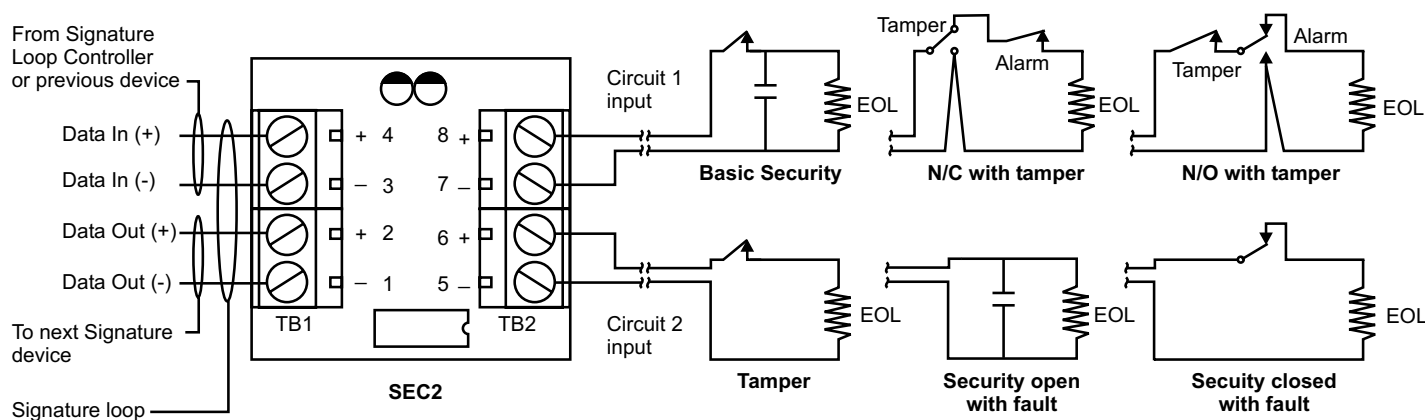 From Signature
Loop Controller
or previous device
Data In (+)
Data In (-)
Data Out (+)
Data Out (-)
To next Signature
device
Signature loop
+ 4
– 3
+ 2
– 1
8 +
7 –
6 +
5 –
TB1
TB2
SEC2
Circuit 1
input
EOL
Basic Security
Tamper
Alarm
EOL
N/C with tamper
Alarm
Tamper
EOL
N/O with tamper
Circuit 2
input
EOL
Tamper
EOL
Security open
with fault
EOL
Secuity closed
with fault